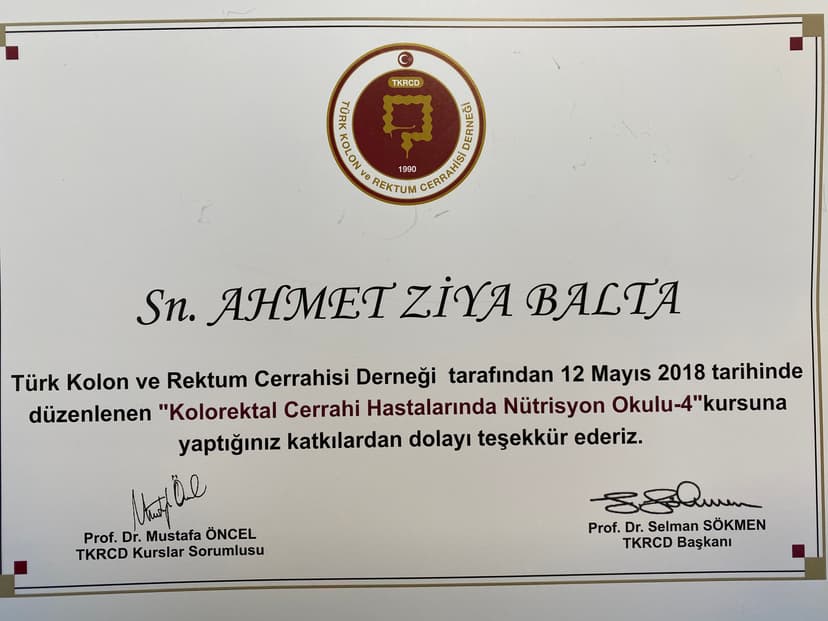 TKRCD
TÜRK KOLON ve REKTUM CERRAHİSİ DERNEĞİ
1990
Sn. AHMET ZİYA BALTA
Türk Kolon ve Rektum Cerrahisi Derneği tarafından 12 Mayıs 2018 tarihinde
düzenlenen "Kolorektal Cerrahi Hastalarında Nütrisyon Okulu-4"kursuna
yaptığınız katkılardan dolayı teşekkür ederiz.
Prof. Dr. Mustafa ÖNCEL
TKRCD Kurslar Sorumlusu
Prof. Dr. Selman SÖKMEN
TKRCD Başkanı